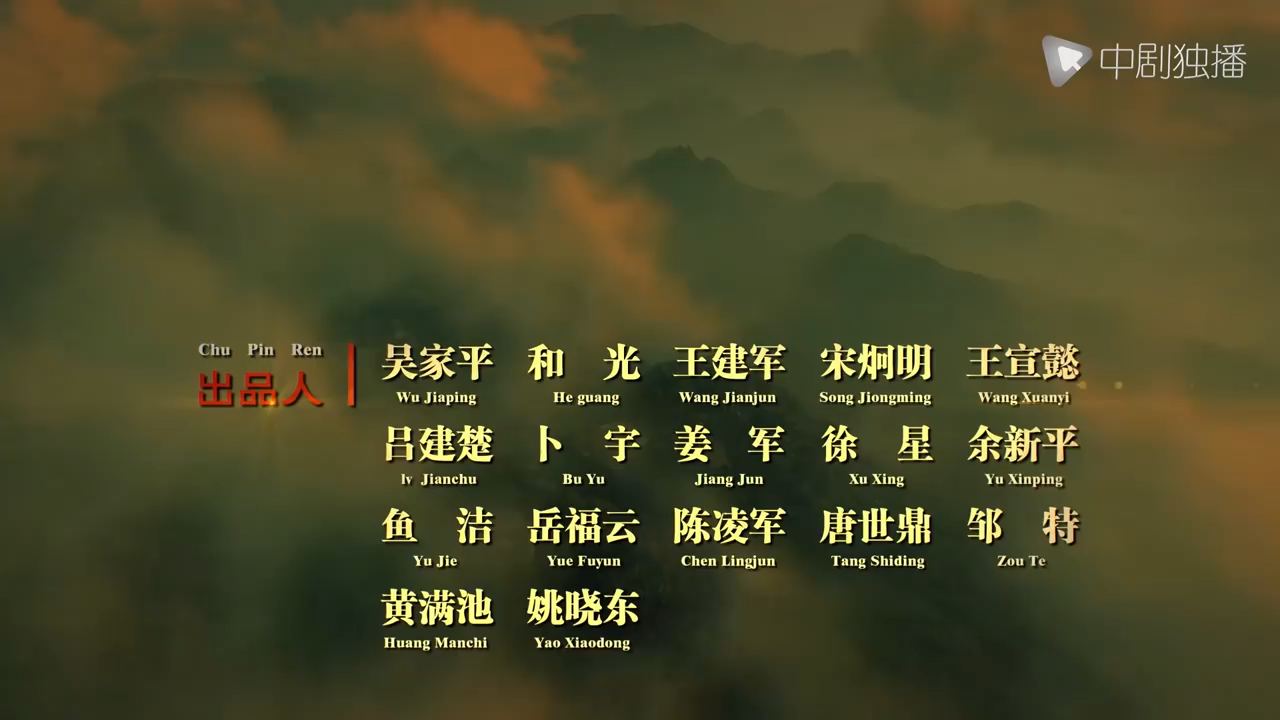 中剧独播
Chu Pin Ren
出品人
吴家平 和 光 王建军 宋炯明 王宣懿
Wu Jiaping He guang Wang Jianjun Song Jiongming Wang Xuanyi
吕建楚 卜 宇 姜 军 徐 星 余新平
lv Jianchu Bu Yu Jiang Jun Xu Xing Yu Xinping
鱼 洁 岳福云 陈凌军 唐世鼎 邹 特
Yu Jie Yue Fuyun Chen Lingjun Tang Shiding Zou Te
黄满池 姚晓东
Huang Manchi Yao Xiaodong